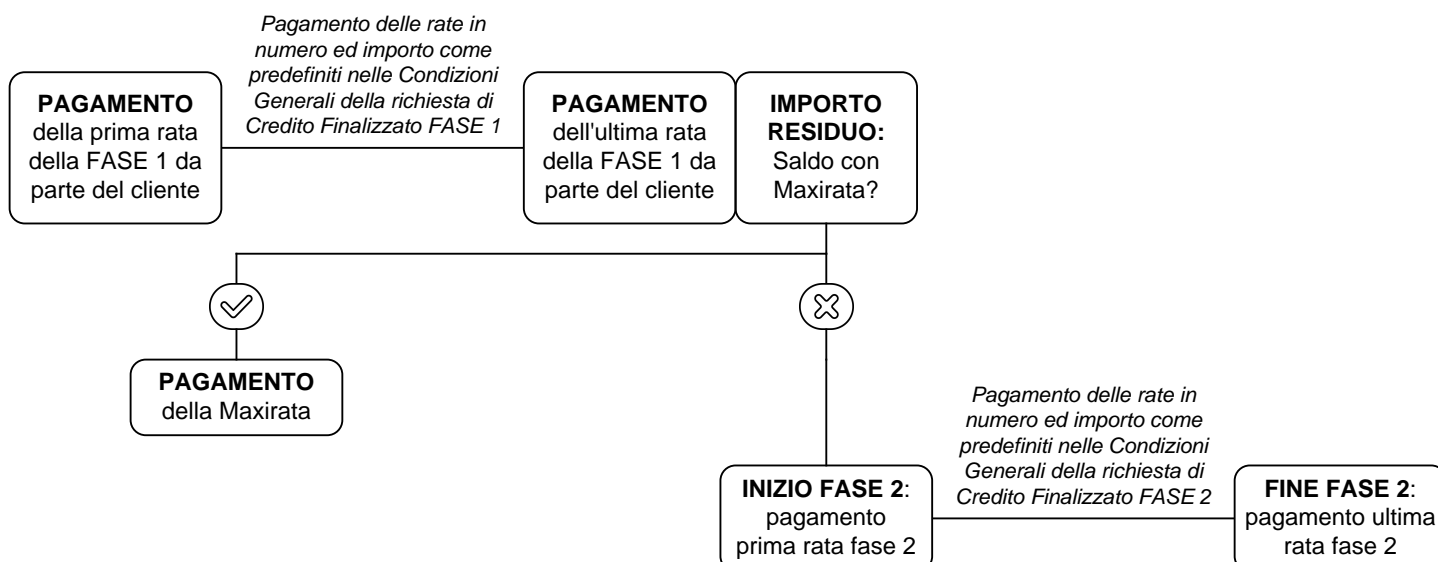 Pagamento delle rate in
numero ed importo come
predefiniti nelle Condizioni
Generali della richiesta di
Credito Finalizzato FASE 1
PAGAMENTO
della prima rata
della FASE 1 da
parte del cliente
PAGAMENTO
dell'ultima rata
della FASE 1 da
parte del cliente
IMPORTO
RESIDUO:
Saldo con
Maxirata?
PAGAMENTO
della Maxirata
Pagamento delle rate in
numero ed importo come
predefiniti nelle Condizioni
Generali della richiesta di
Credito Finalizzato FASE 2
INIZIO FASE 2:
pagamento
prima rata fase 2
FINE FASE 2:
pagamento ultima
rata fase 2